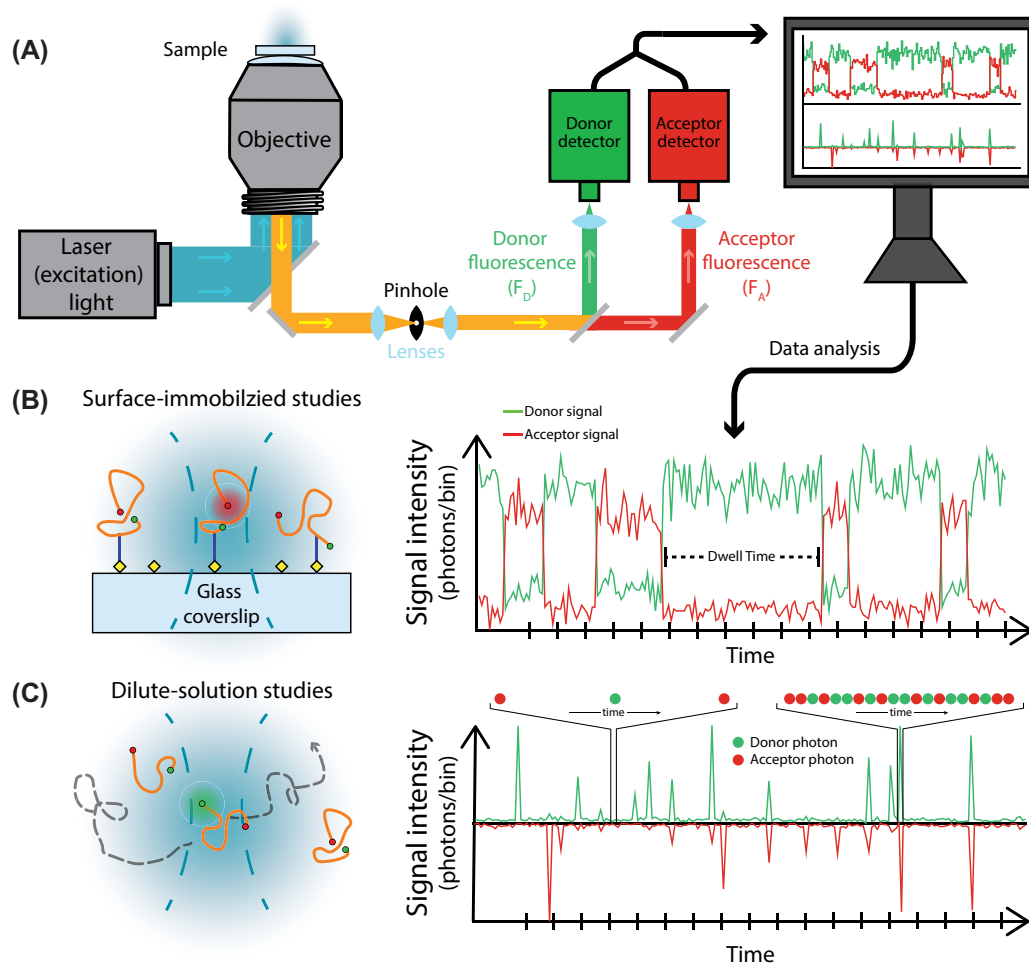 (A)
Sample
Objective
Laser
(excitation)
light
Pinhole
Lenses
Donor
detector
Acceptor
detector
Donor
fluorescence
(F_D)
Acceptor
fluorescence
(F_A)
Data analysis
(B)
Surface-immobilzied studies
Glass
coverslip
Donor signal
Acceptor signal
Signal intensity
(photons/bin)
Dwell Time
Time
(C)
Dilute-solution studies
time
time
Donor photon
Acceptor photon
Signal intensity
(photons/bin)
Time